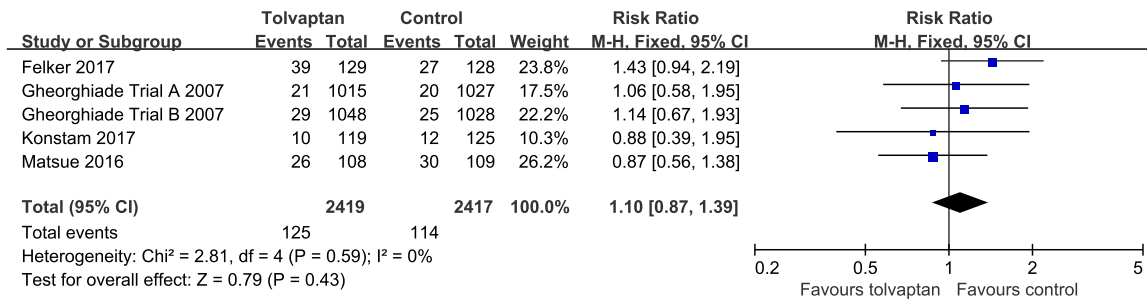 Tolvaptan Control Risk Ratio Risk Ratio
Study or Subgroup Events Total Events Total Weight M-H, Fixed, 95% CI M-H, Fixed, 95% CI
Felker 2017 39 129 27 128 23.8% 1.43 [0.94, 2.19]
Gheorghiade Trial A 2007 21 1015 20 1027 17.5% 1.06 [0.58, 1.95]
Gheorghiade Trial B 2007 29 1048 25 1028 22.2% 1.14 [0.67, 1.93]
Konstam 2017 10 119 12 125 10.3% 0.88 [0.39, 1.95]
Matsue 2016 26 108 30 109 26.2% 0.87 [0.56, 1.38]
Total (95% CI) 2419 2417 100.0% 1.10 [0.87, 1.39]
Total events 125 114
Heterogeneity: Chi² = 2.81, df = 4 (P = 0.59); I² = 0%
Test for overall effect: Z = 0.79 (P = 0.43)
0.2 0.5 1 2 5
Favours tolvaptan Favours control